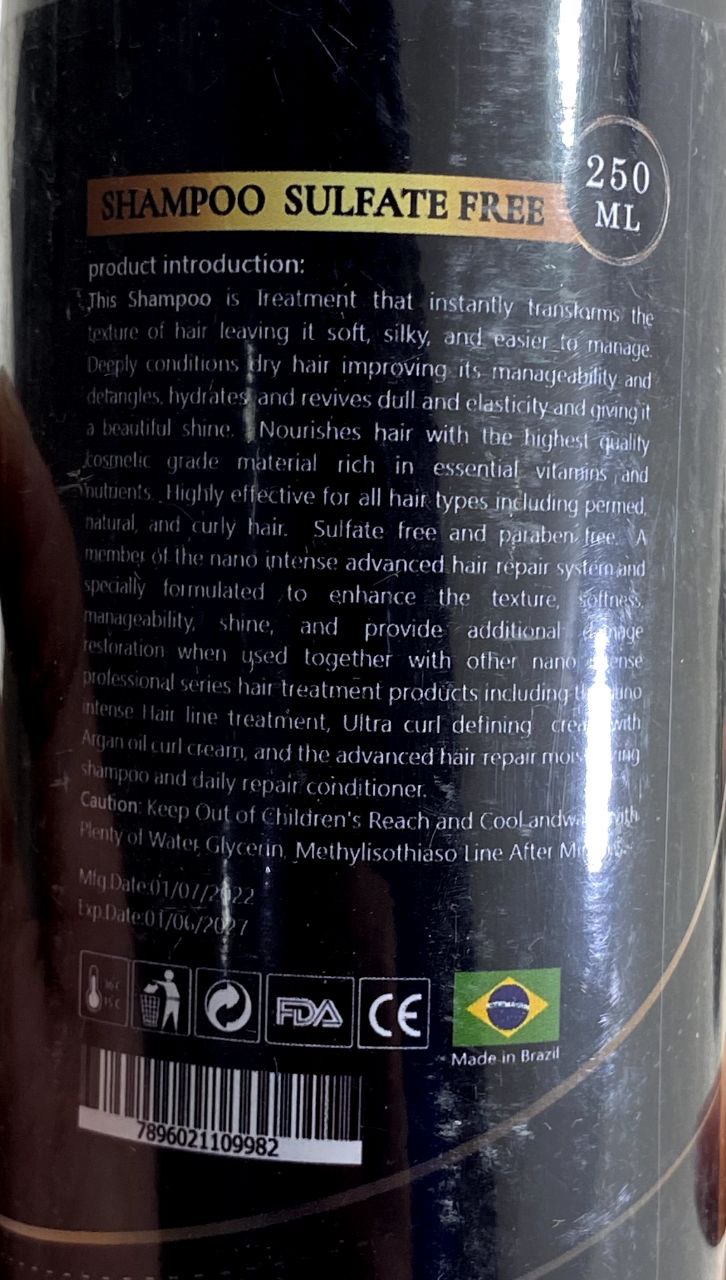 250
ML
SHAMPOO SULFATE FREE
product introduction:
This Shampoo is Treatment that instantly transforms the
texture of hair leaving it soft, silky, and easier to manage.
Deeply conditions dry hair improving its manageability and
detangles, hydrates and revives dull and elasticity and giving it
a beautiful shine. Nourishes hair with the highest quality
cosmetic grade material rich in essential vitamins and
nutrients. Highly effective for all hair types including permed,
natural, and curly hair. Sulfate free and paraben free. A
member of the nano intense advanced hair repair system and
specially formulated to enhance the texture, softness,
manageability, shine, and provide additional
restoration when used together with other nano
professional series hair treatment products including
intense Hair line treatment, Ultra curl defining with
Argan oil curl cream, and the advanced hair repair
shampoo and daily repair conditioner.
Caution: Keep Out of Children's Reach and Cool.and
Plenty of Water, Glycerin, Methylisothiaso Line After
Mfg.Date:01/07/2022
Exp.Date:01/06/2027
FDA
CE
Made in Brazil
7896021109982